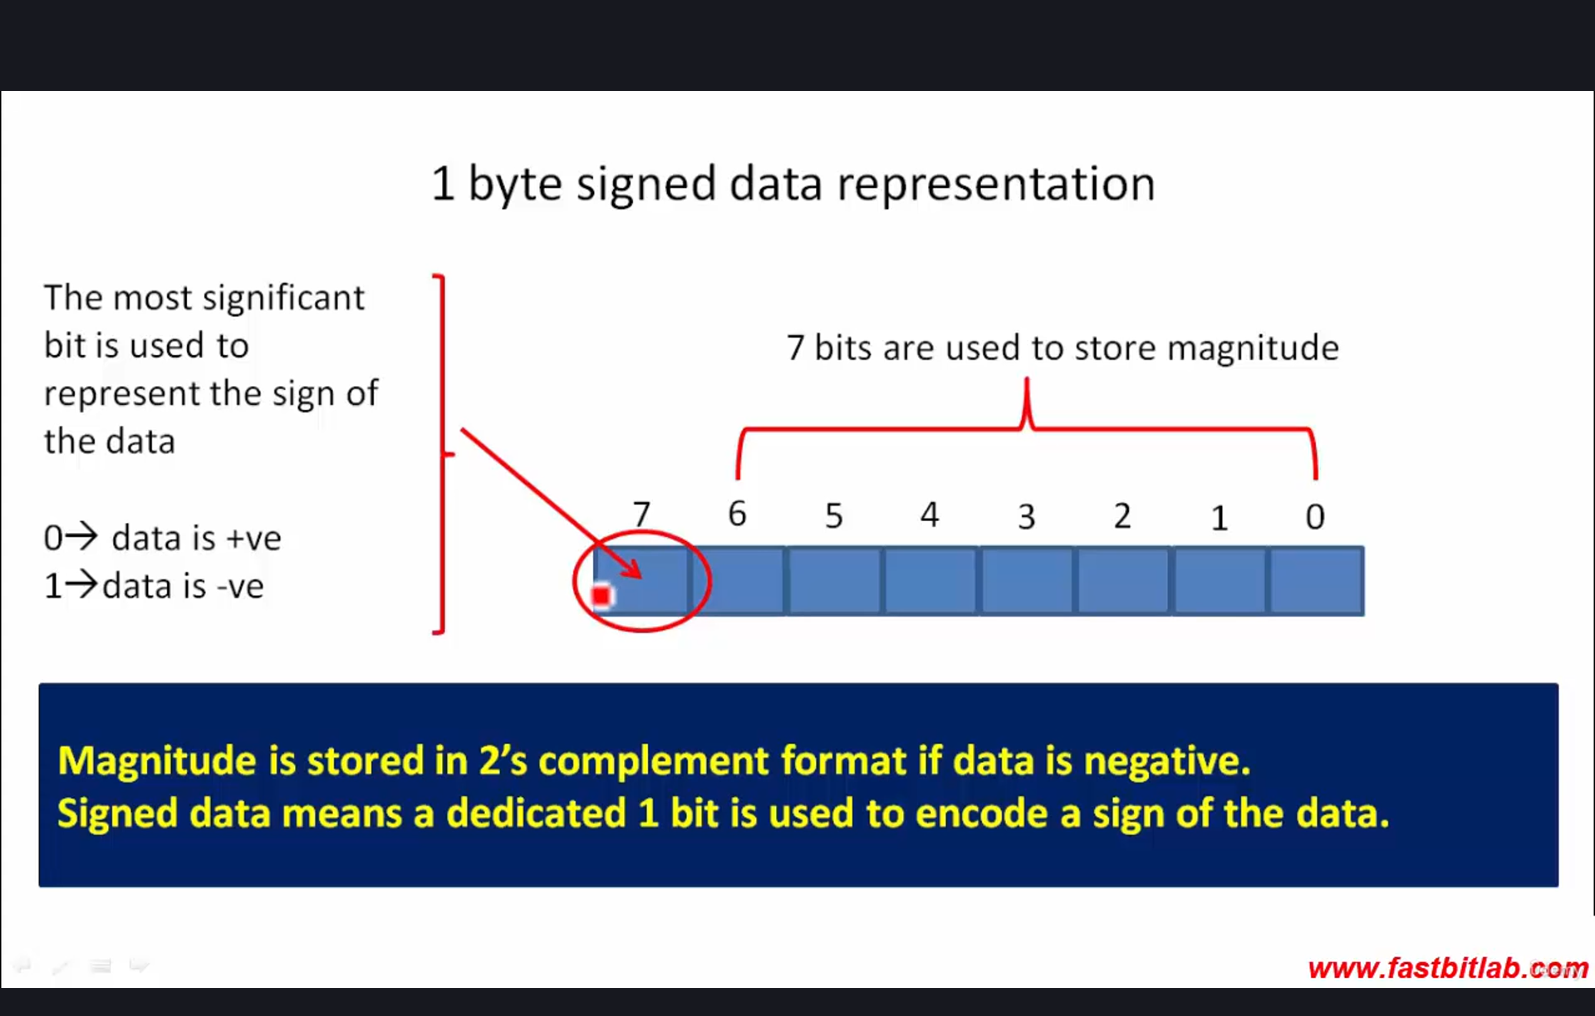 1 byte signed data representation
The most significant
bit is used to
represent the sign of
the data
0→ data is +ve
1→data is -ve
7 bits are used to store magnitude
7 6 5 4 3 2 1 0
Magnitude is stored in 2’s complement format if data is negative.
Signed data means a dedicated 1 bit is used to encode a sign of the data.
www.fastbitlab.com
Udemy